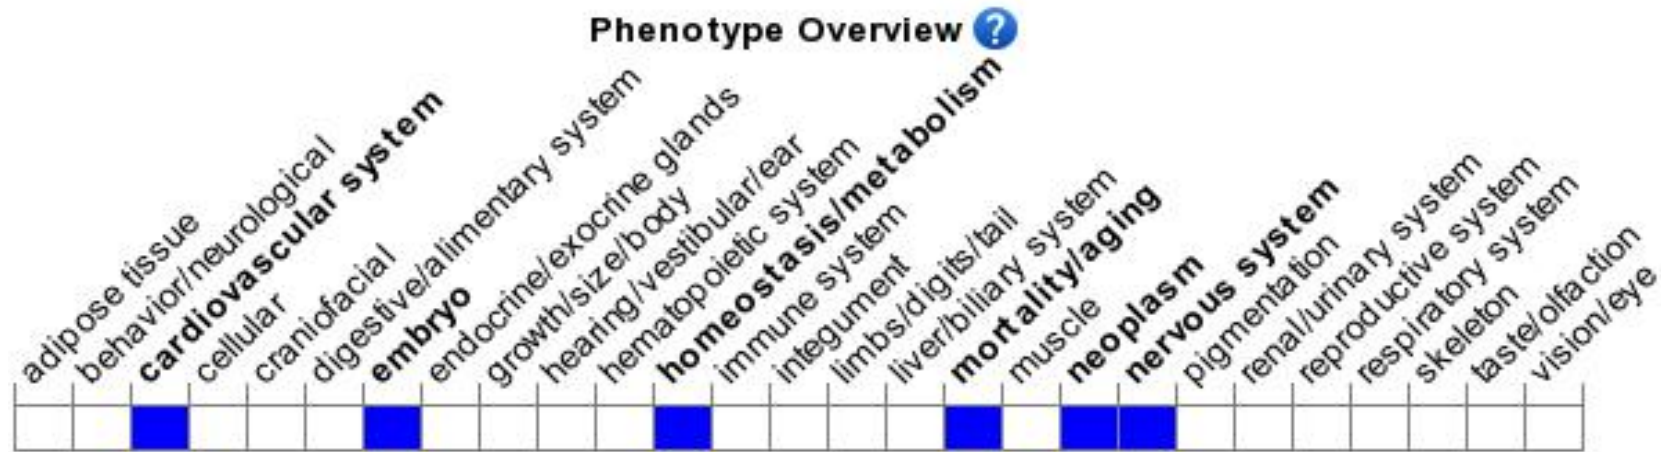 Phenotype Overview ?
adipose tissue
behavior/neurological
cardiovascular system
cellular
craniofacial
digestive/alimentary system
embryo
endocrine/exocrine glands
growth/size/body
hearing/vestibular/ear
hematopoietic system
homeostasis/metabolism
immune system
integument
limbs/digits/tail
liver/biliary system
mortality/aging
muscle
neoplasm
nervous system
pigmentation
renal/urinary system
reproductive system
respiratory system
skeleton
taste/olfaction
vision/eye